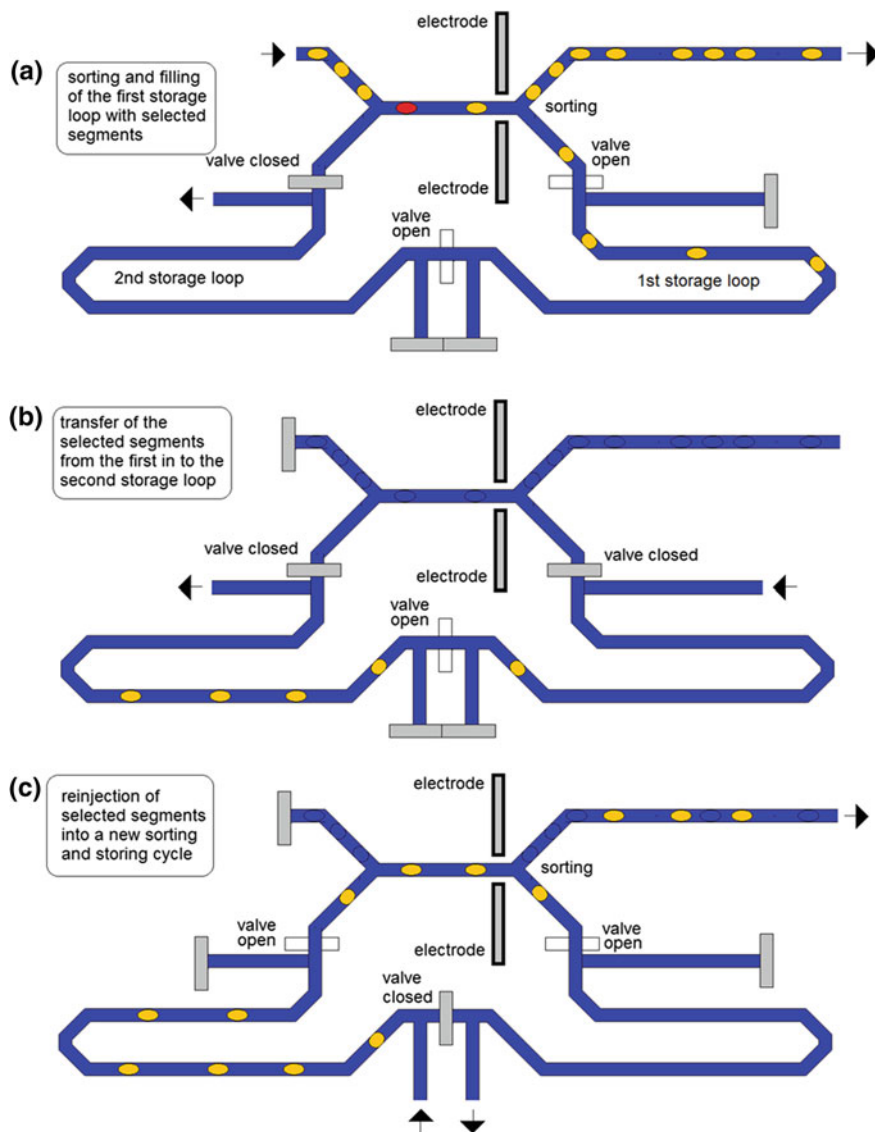 (a)
sorting and filling
of the first storage
loop with selected
segments
electrode
sorting
valve closed
valve
open
electrode
valve
open
2nd storage loop
1st storage loop
(b)
transfer of the
selected segments
from the first in to the
second storage loop
electrode
valve closed
valve closed
electrode
valve
open
(c)
reinjection of
selected segments
into a new sorting
and storing cycle
electrode
sorting
valve
open
valve
open
electrode
valve
closed